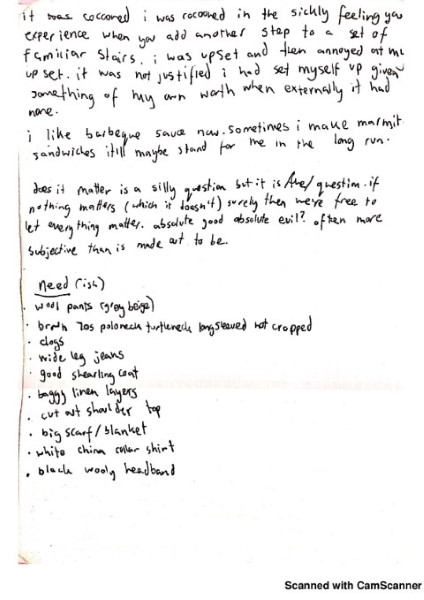 it was cocooned i was cocooned in the sickly feeling you
experience when you add another step to a set of
familiar stairs. i was upset and then annoyed at my
upset. it was not justified i had set myself up given
something of my own worth when externally it had
none.
i like barbeque sauce now. sometimes i make marmit
sandwiches itill maybe stand for me in the long run.
does it matter is a silly question but it is /the/ question. if
nothing matters (which it doesn't) surely then we're free to
let everything matter. absolute good absolute evil? often more
subjective than is made out to be.
need (ish)
· wool pants (grey beige)
· brown 70s poloneck turtleneck longsleeved not cropped
· clogs
· wide leg jeans
· good shearling coat
· baggy linen layers
· cut out shoulder top
· big scarf/blanket
· white china collar shirt
· black wooly headband
Scanned with CamScanner